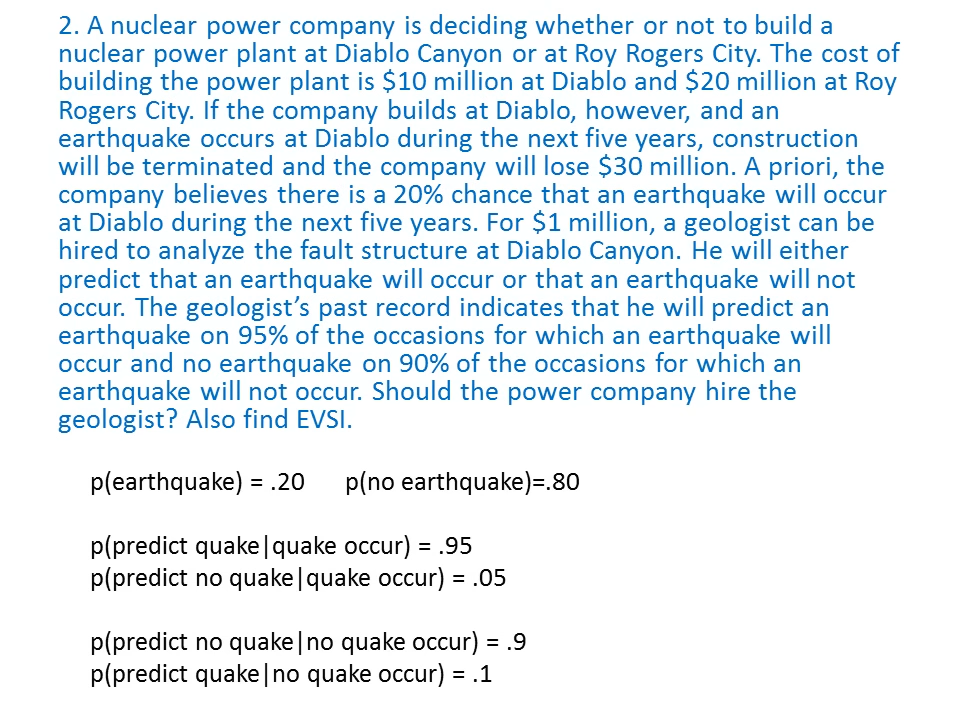 2. A nuclear power company is deciding whether or not to build a
nuclear power plant at Diablo Canyon or at Roy Rogers City. The cost of
building the power plant is $10 million at Diablo and $20 million at Roy
Rogers City. If the company builds at Diablo, however, and an
earthquake occurs at Diablo during the next five years, construction
will be terminated and the company will lose $30 million. A priori, the
company believes there is a 20% chance that an earthquake will occur
at Diablo during the next five years. For $1 million, a geologist can be
hired to analyze the fault structure at Diablo Canyon. He will either
predict that an earthquake will occur or that an earthquake will not
occur. The geologist’s past record indicates that he will predict an
earthquake on 95% of the occasions for which an earthquake will
occur and no earthquake on 90% of the occasions for which an
earthquake will not occur. Should the power company hire the
geologist? Also find EVSI.
p(earthquake) = .20 p(no earthquake)=.80
p(predict quake|quake occur) = .95
p(predict no quake|quake occur) = .05
p(predict no quake|no quake occur) = .9
p(predict quake|no quake occur) = .1